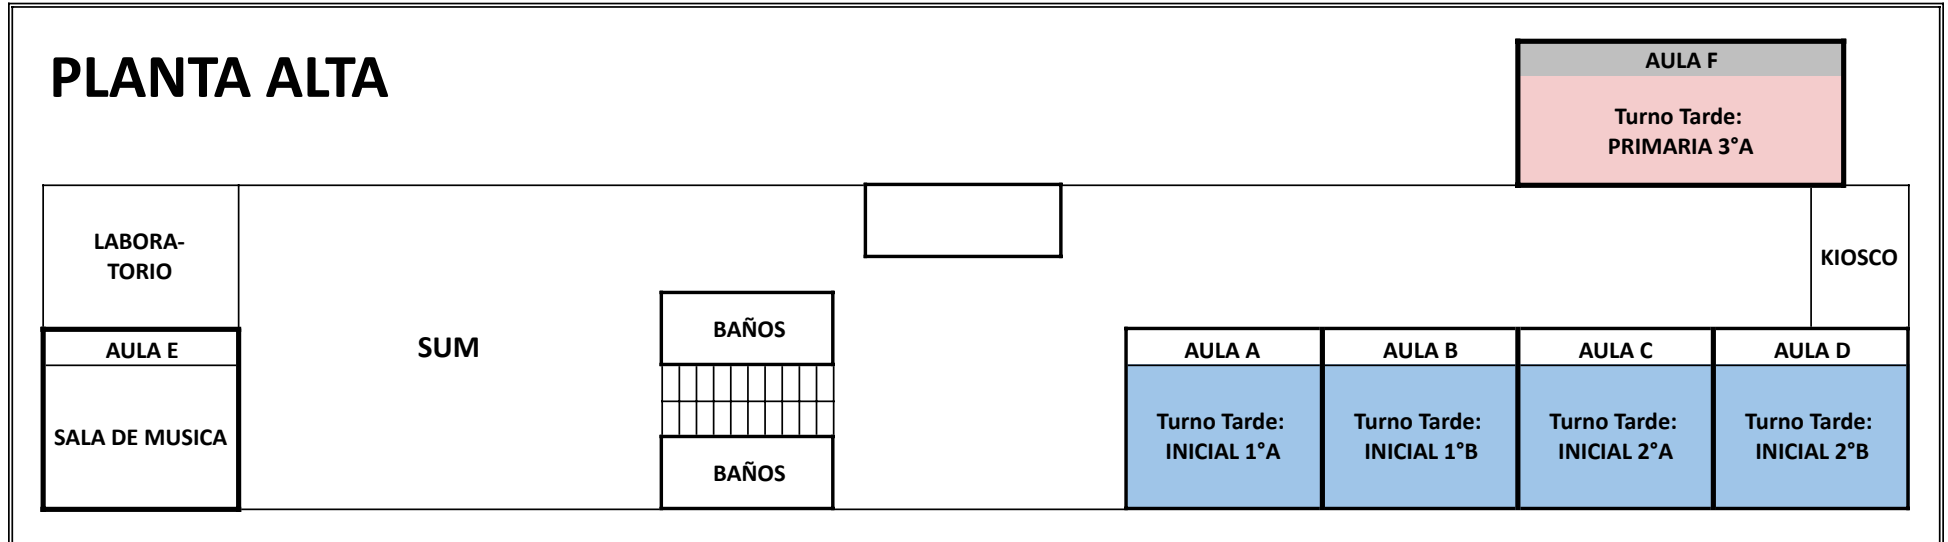 PLANTA ALTA
AULA F
Turno Tarde:
PRIMARIA 3°A
LABORA-
TORIO
KIOSCO
BAÑOS
SUM
AULA E
SALA DE MUSICA
BAÑOS
AULA A
Turno Tarde:
INICIAL 1°A
AULA B
Turno Tarde:
INICIAL 1°B
AULA C
Turno Tarde:
INICIAL 2°A
AULA D
Turno Tarde:
INICIAL 2°B